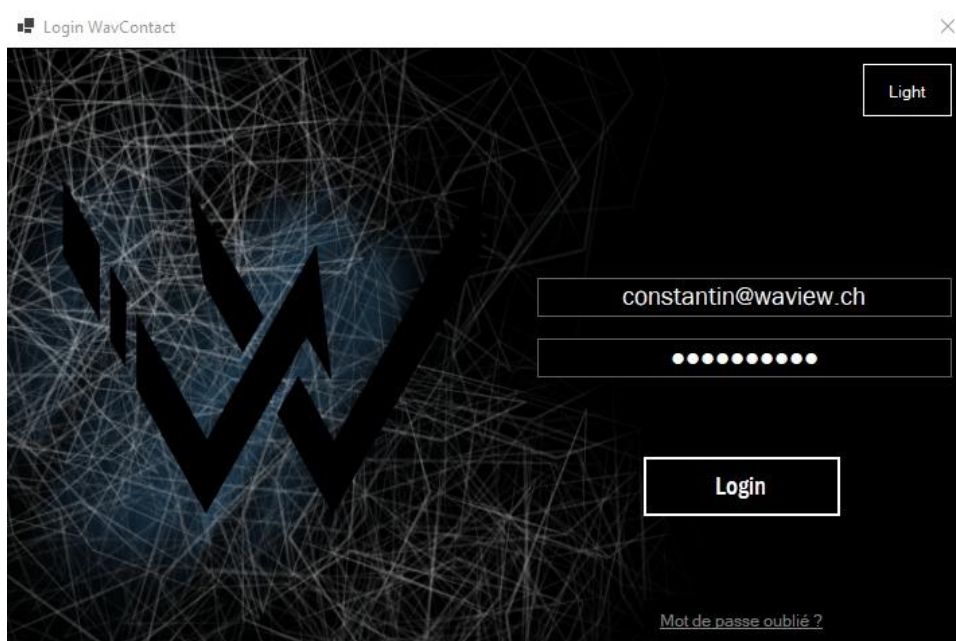 Login WavContact
Light
constantin@waview.ch
●●●●●●●●●●
Login
Mot de passe oublié ?